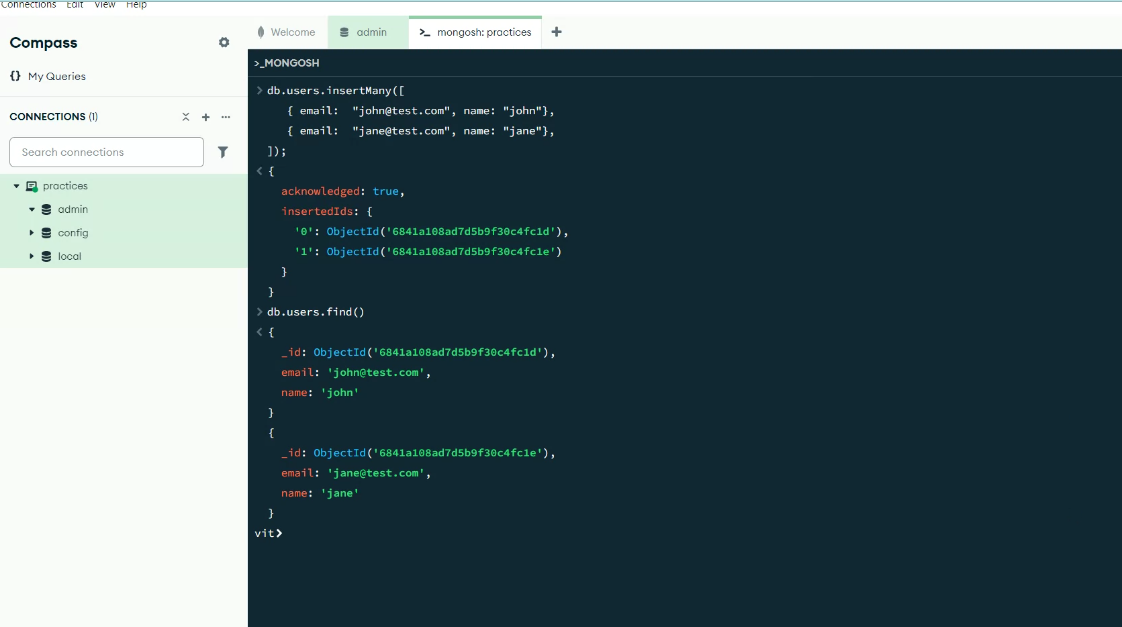 Connections Edit View Help
Compass
{} My Queries
CONNECTIONS (1)
Search connections
practices
admin
config
local
Welcome
admin
>_ mongosh: practices
>_MONGOSH
> db.users.insertMany([
{ email:  "john@test.com", name: "john"},
{ email:  "jane@test.com", name: "jane"},
]);
< {
acknowledged: true,
insertedIds: {
'0': ObjectId('6841a108ad7d5b9f30c4fc1d'),
'1': ObjectId('6841a108ad7d5b9f30c4fc1e')
}
}
> db.users.find()
< {
_id: ObjectId('6841a108ad7d5b9f30c4fc1d'),
email: 'john@test.com',
name: 'john'
}
{
_id: ObjectId('6841a108ad7d5b9f30c4fc1e'),
email: 'jane@test.com',
name: 'jane'
}
vit>